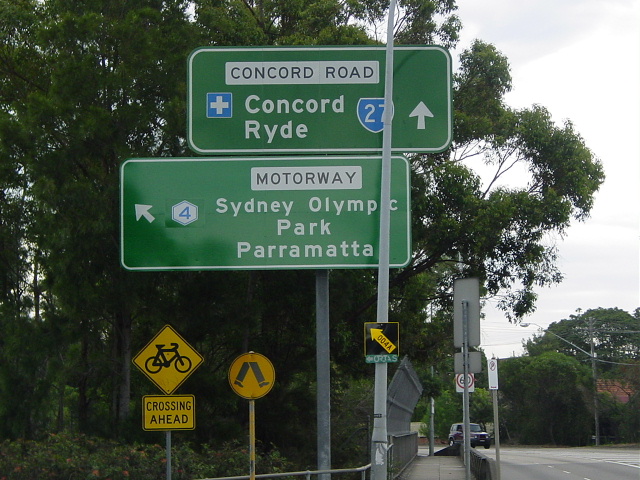 CONCORD ROAD
Concord 27
Ryde
MOTORWAY
4 Sydney Olympic
Park
Parramatta
CROSSING
AHEAD